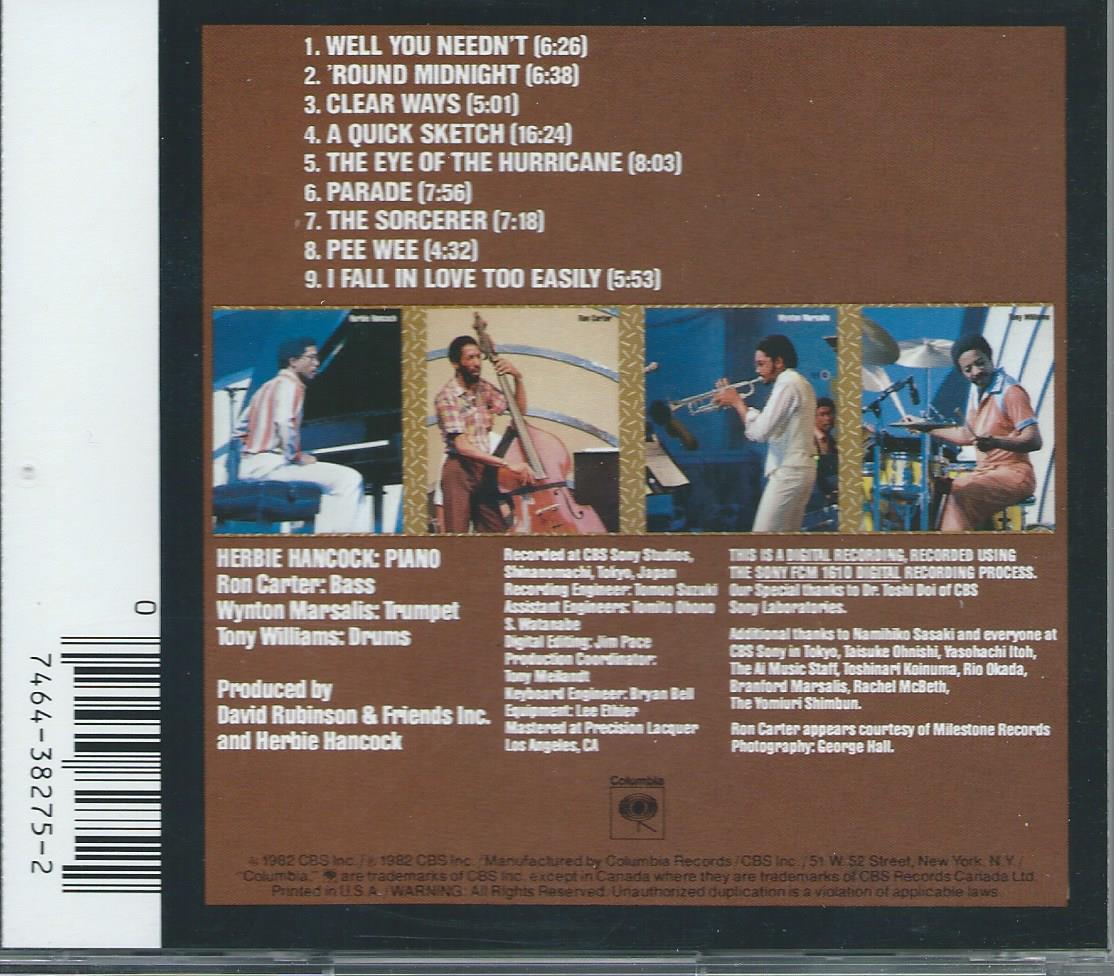 1. WELL YOU NEEDN'T (6:26)
2. 'ROUND MIDNIGHT (6:38)
3. CLEAR WAYS (5:01)
4. A QUICK SKETCH (16:24)
5. THE EYE OF THE HURRICANE (8:03)
6. PARADE (7:56)
7. THE SORCERER (7:18)
8. PEE WEE (4:32)
9. I FALL IN LOVE TOO EASILY (5:53)
Herbie Hancock
Ron Carter
Wynton Marsalis
Tony Williams
HERBIE HANCOCK: PIANO
Ron Carter: Bass
Wynton Marsalis: Trumpet
Tony Williams: Drums
Produced by
David Rubinson & Friends Inc.
and Herbie Hancock
Recorded at CBS Sony Studios,
Shinanomachi, Tokyo, Japan
Recording Engineer: Tomoo Suzuki
Assistant Engineers: Tomito Ohono
S. Watanabe
Digital Editing: Jim Pace
Production Coordinator:
Tony Meilandt
Keyboard Engineer: Bryan Bell
Equipment: Lee Ethier
Mastered at Precision Lacquer
Los Angeles, CA
THIS IS A DIGITAL RECORDING, RECORDED USING
THE SONY PCM 1610 DIGITAL RECORDING PROCESS.
Our Special thanks to Dr. Toshi Doi of CBS
Sony Laboratories.
Additional thanks to Namihiko Sasaki and everyone at
CBS Sony in Tokyo, Taisuke Ohnishi, Yasohachi Itoh,
The Ai Music Staff, Toshinari Koinuma, Rio Okada,
Branford Marsalis, Rachel McBeth,
The Yomiuri Shimbun.
Ron Carter appears courtesy of Milestone Records
Photography: George Hall.
Columbia
© 1982 CBS Inc. / ℗ 1982 CBS Inc. / Manufactured by Columbia Records / CBS Inc. / 51 W. 52 Street, New York, N.Y. /
"Columbia," are trademarks of CBS Inc. except in Canada where they are trademarks of CBS Records Canada Ltd.
Printed in U.S.A. / WARNING: All Rights Reserved. Unauthorized duplication is a violation of applicable laws.
0
7464-38275-2